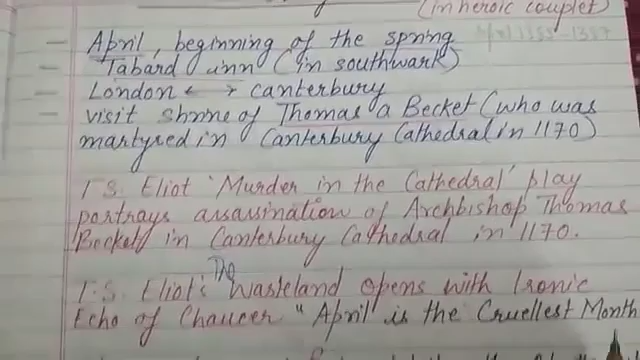 (in heroic couplet)
— April, beginning of the spring
— Tabard inn (in southwark)
— London ↔ canterbury
— visit shrine of Thomas a Becket (who was
martyred in Canterbury Cathedral in 1170)
T.S. Eliot 'Murder in the Cathedral' play
portrays assassination of Archbishop Thomas
Becket in Canterbury Cathedral in 1170.
The
T.S. Eliot's Wasteland opens with Ironic
Echo of Chaucer "April is the Cruellest Month